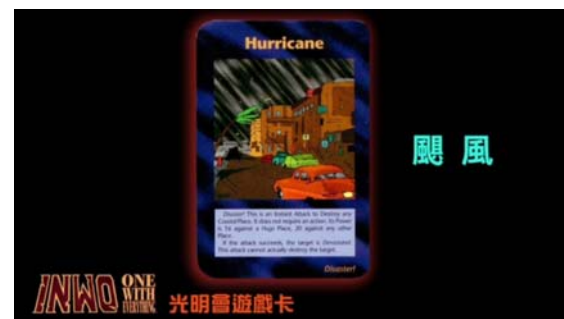 Hurricane
Disaster! This is an Instant Attack to Destroy any
Coastal Place. It does not require an action. Its Power
is 14 against a Huge Place, 20 against any other
Place.
If the attack succeeds, the target is Devastated.
This attack cannot actually destroy the target.
Disaster!
颶風
INWO ONE
WITH
EVERYTHING
光明會遊戲卡